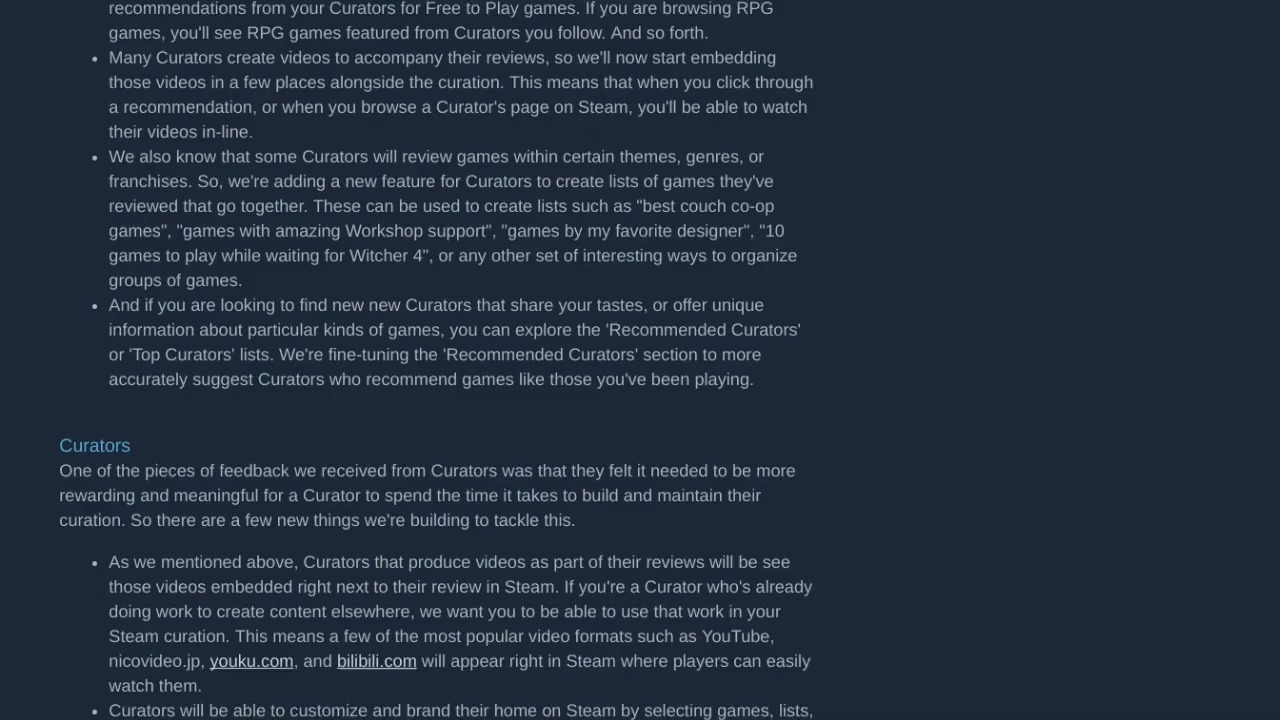 recommendations from your Curators for Free to Play games. If you are browsing RPG
games, you'll see RPG games featured from Curators you follow. And so forth.
• Many Curators create videos to accompany their reviews, so we'll now start embedding
those videos in a few places alongside the curation. This means that when you click through
a recommendation, or when you browse a Curator's page on Steam, you'll be able to watch
their videos in-line.
• We also know that some Curators will review games within certain themes, genres, or
franchises. So, we're adding a new feature for Curators to create lists of games they've
reviewed that go together. These can be used to create lists such as "best couch co-op
games", "games with amazing Workshop support", "games by my favorite designer", "10
games to play while waiting for Witcher 4", or any other set of interesting ways to organize
groups of games.
• And if you are looking to find new new Curators that share your tastes, or offer unique
information about particular kinds of games, you can explore the 'Recommended Curators'
or 'Top Curators' lists. We're fine-tuning the 'Recommended Curators' section to more
accurately suggest Curators who recommend games like those you've been playing.
Curators
One of the pieces of feedback we received from Curators was that they felt it needed to be more
rewarding and meaningful for a Curator to spend the time it takes to build and maintain their
curation. So there are a few new things we're building to tackle this.
• As we mentioned above, Curators that produce videos as part of their reviews will be see
those videos embedded right next to their review in Steam. If you're a Curator who's already
doing work to create content elsewhere, we want you to be able to use that work in your
Steam curation. This means a few of the most popular video formats such as YouTube,
nicovideo.jp, youku.com, and bilibili.com will appear right in Steam where players can easily
watch them.
• Curators will be able to customize and brand their home on Steam by selecting games, lists,